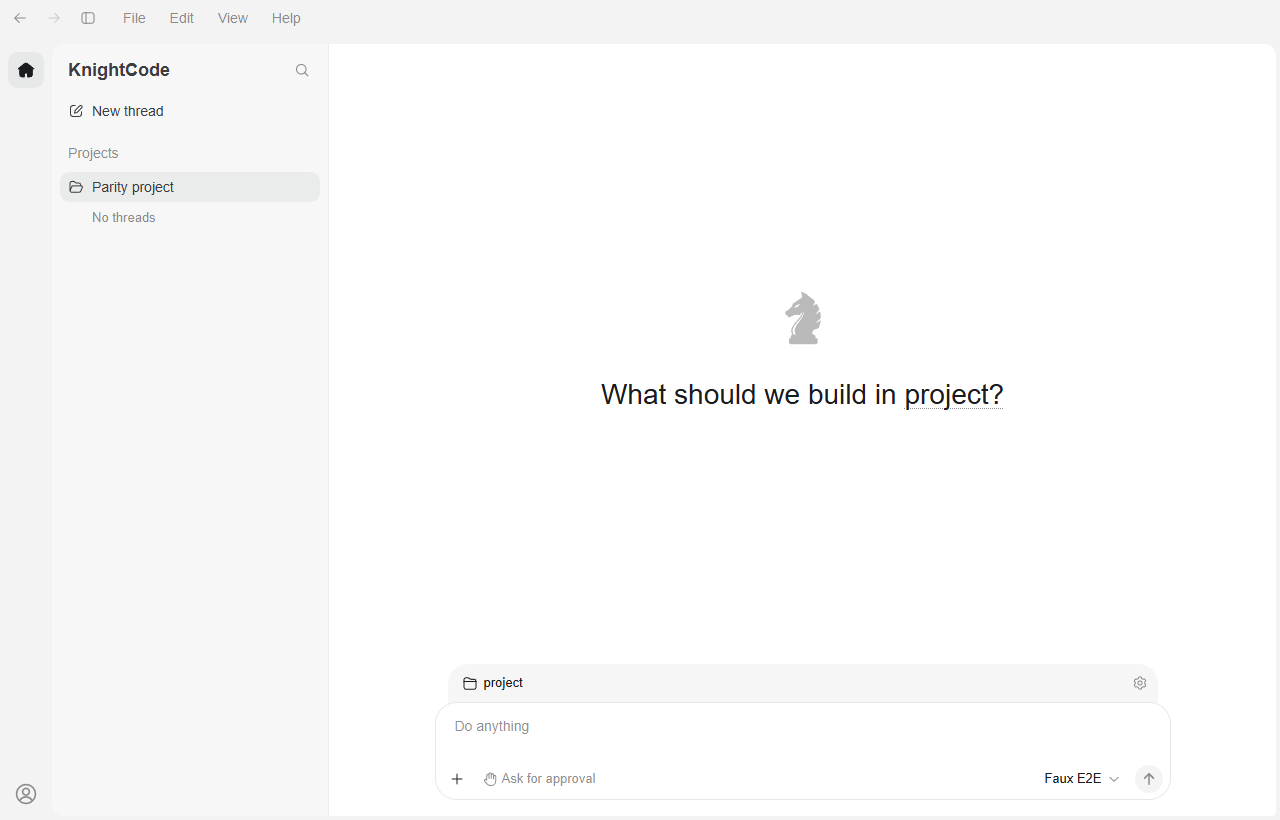 File Edit View Help
KnightCode
New thread
Projects
Parity project
No threads
What should we build in project?
project
Do anything
Ask for approval
Faux E2E